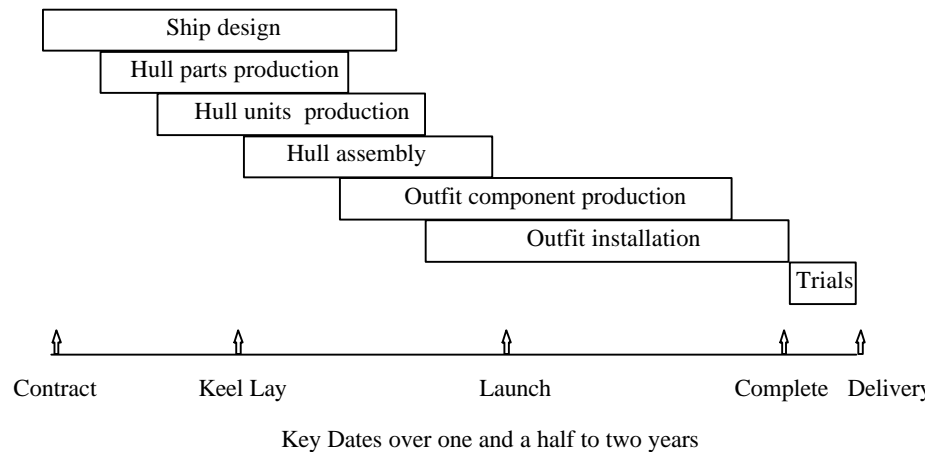 Ship design
Hull parts production
Hull units production
Hull assembly
Outfit component production
Outfit installation
Trials
Contract Keel Lay Launch Complete Delivery
Key Dates over one and a half to two years